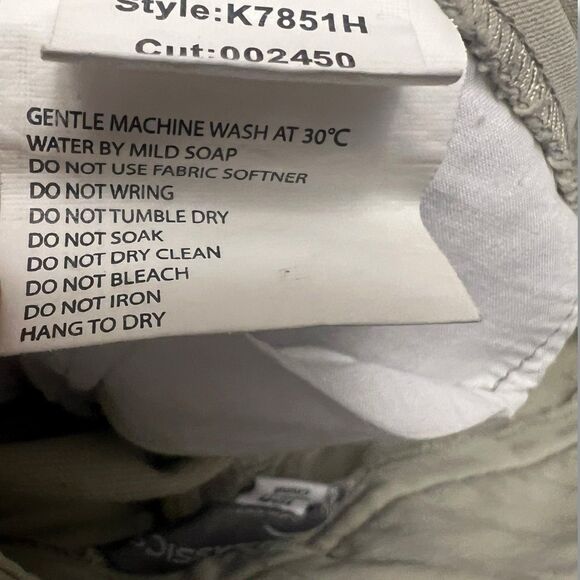 Style:K7851H
Cut:002450
GENTLE MACHINE WASH AT 30°C
WATER BY MILD SOAP
DO NOT USE FABRIC SOFTNER
DO NOT WRING
DO NOT TUMBLE DRY
DO NOT SOAK
DO NOT DRY CLEAN
DO NOT BLEACH
DO NOT IRON
HANG TO DRY